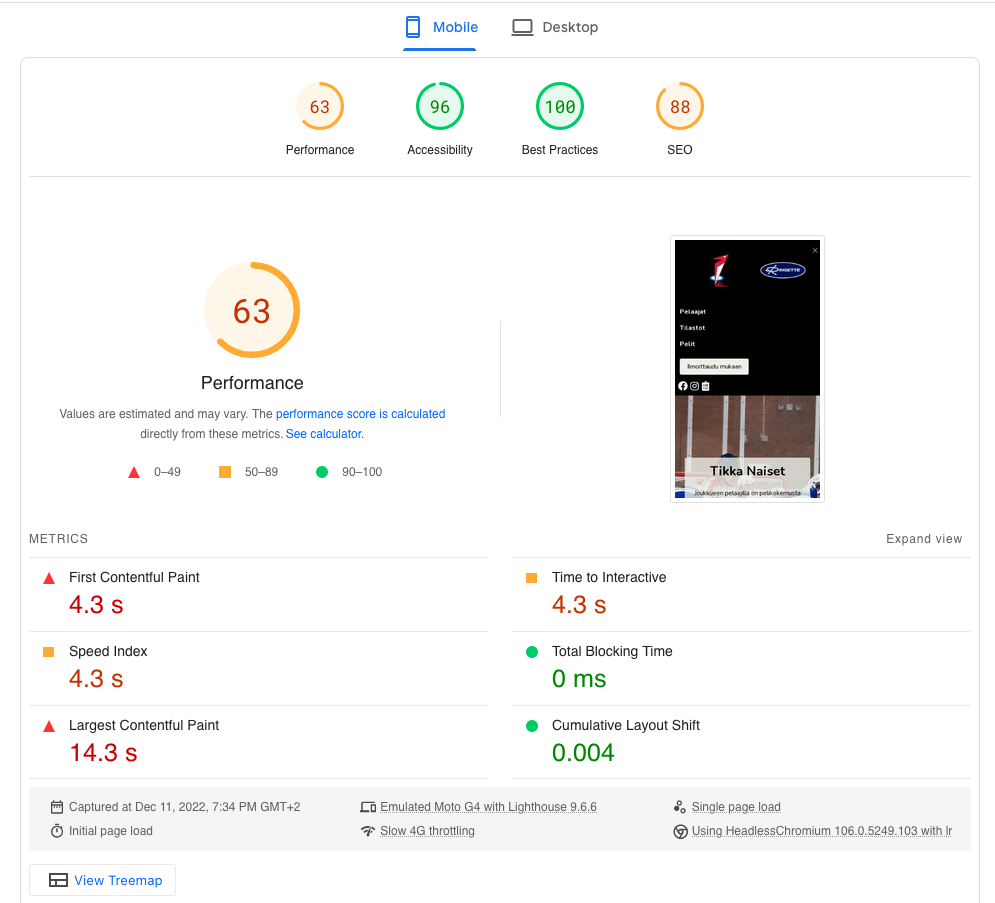 Mobile
Desktop
63
96
100
88
Performance
Accessibility
Best Practices
SEO
63
Performance
Values are estimated and may vary. The performance score is calculated
directly from these metrics. See calculator.
0–49
50–89
90–100
RINGETTE
Pelaajat
Tilastot
Pelit
Ilmoittaudu mukaan
Tikka Naiset
Joukkueen pelaajilla on pelikokemusta
METRICS
Expand view
First Contentful Paint
4.3 s
Time to Interactive
4.3 s
Speed Index
4.3 s
Total Blocking Time
0 ms
Largest Contentful Paint
14.3 s
Cumulative Layout Shift
0.004
Captured at Dec 11, 2022, 7:34 PM GMT+2
Emulated Moto G4 with Lighthouse 9.6.6
Single page load
Initial page load
Slow 4G throttling
Using HeadlessChromium 106.0.5249.103 with lr
View Treemap